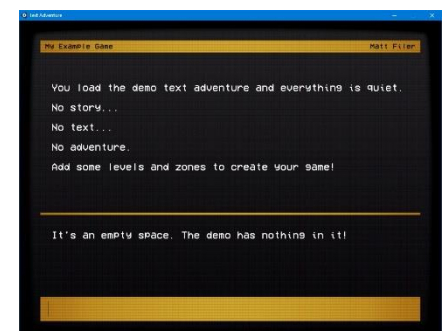 Text Adventure
My Example Game
Matt Filer
You load the demo text adventure and everything is quiet.
No story...
No text...
No adventure.
Add some levels and zones to create your game!
It's an empty space. The demo has nothing in it!